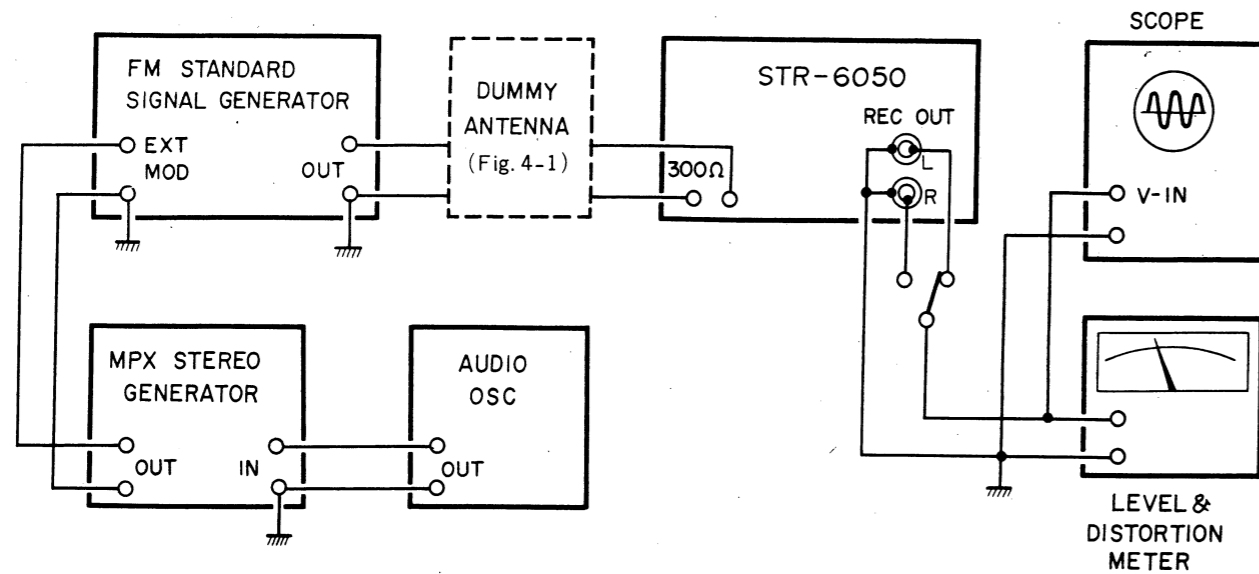 FM STANDARD
SIGNAL GENERATOR
EXT
MOD
OUT
DUMMY
ANTENNA
(Fig. 4-1)
STR-6050
REC OUT
L
R
300Ω
SCOPE
V-IN
MPX STEREO
GENERATOR
OUT
IN
AUDIO
OSC
OUT
LEVEL &
DISTORTION
METER